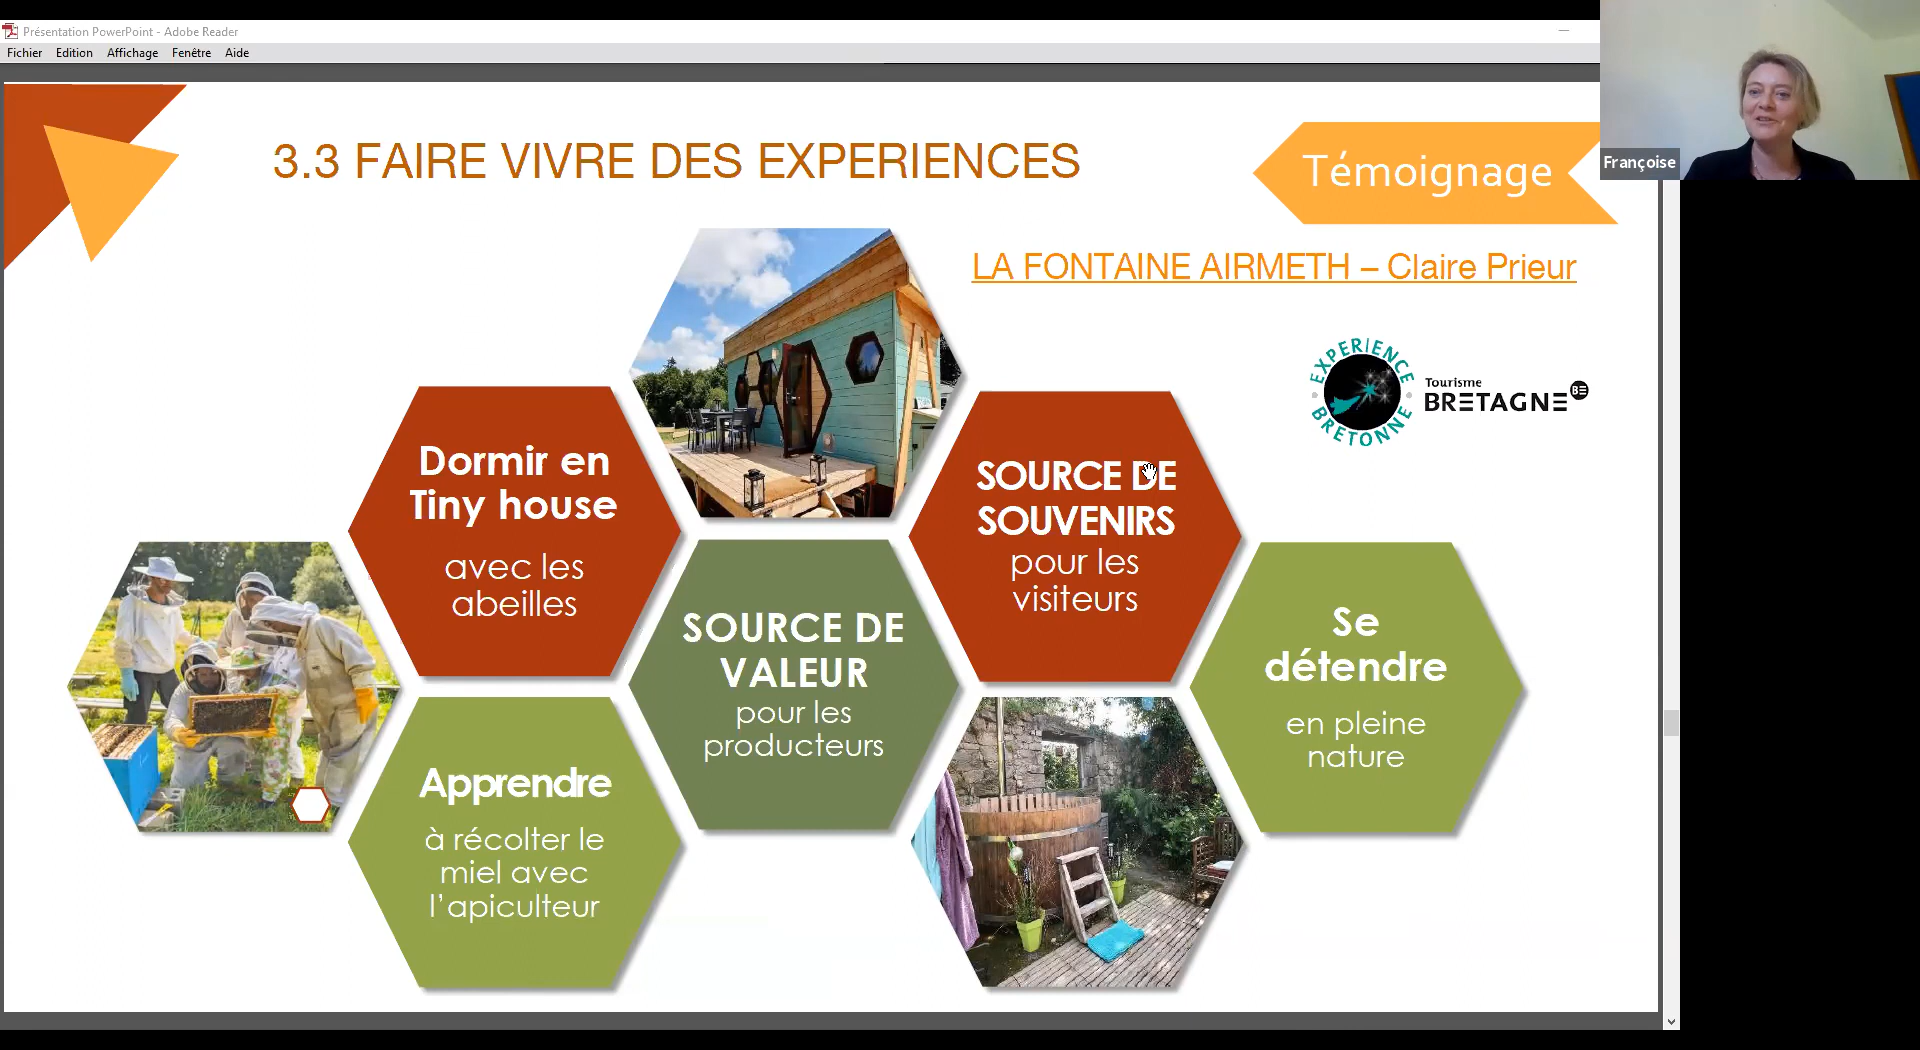 Présentation PowerPoint - Adobe Reader
Fichier Edition Affichage Fenêtre Aide
3.3 FAIRE VIVRE DES EXPERIENCES
Témoignage
Françoise
LA FONTAINE AIRMETH – Claire Prieur
EXPERIENCE
BRETONNE
Tourisme
BRETAGNE
Dormir en
Tiny house
avec les
abeilles
SOURCE DE
SOUVENIRS
pour les
visiteurs
SOURCE DE
VALEUR
pour les
producteurs
Se
détendre
en pleine
nature
Apprendre
à récolter le
miel avec
l'apiculteur